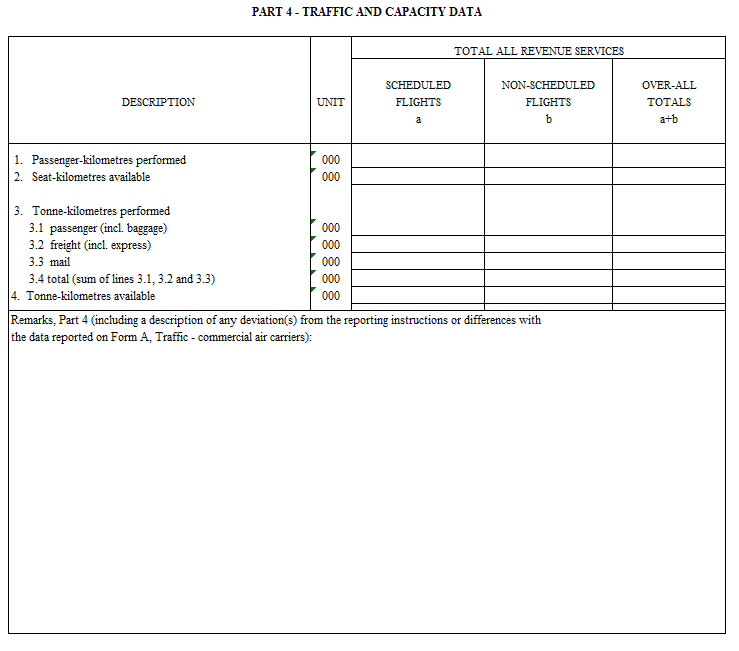 PART 4 - TRAFFIC AND CAPACITY DATA
TOTAL ALL REVENUE SERVICES
DESCRIPTION UNIT SCHEDULED FLIGHTS a NON-SCHEDULED FLIGHTS b OVER-ALL TOTALS a+b
1. Passenger-kilometres performed 000
2. Seat-kilometres available 000
3. Tonne-kilometres performed
3.1 passenger (incl. baggage) 000
3.2 freight (incl. express) 000
3.3 mail 000
3.4 total (sum of lines 3.1, 3.2 and 3.3) 000
4. Tonne-kilometres available 000
Remarks, Part 4 (including a description of any deviation(s) from the reporting instructions or differences with
the data reported on Form A, Traffic - commercial air carriers):